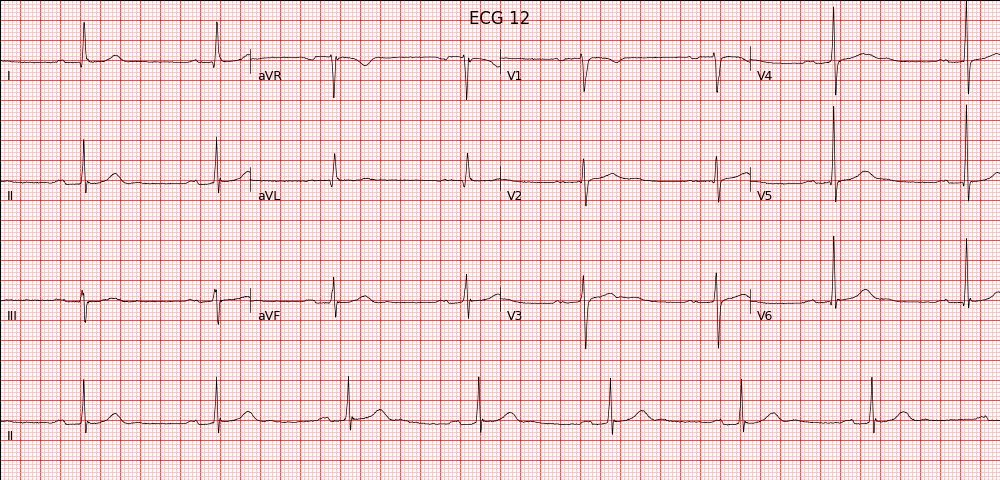 ECG 12
I aVR V1 V4
II aVL V2 V5
III aVF V3 V6
II